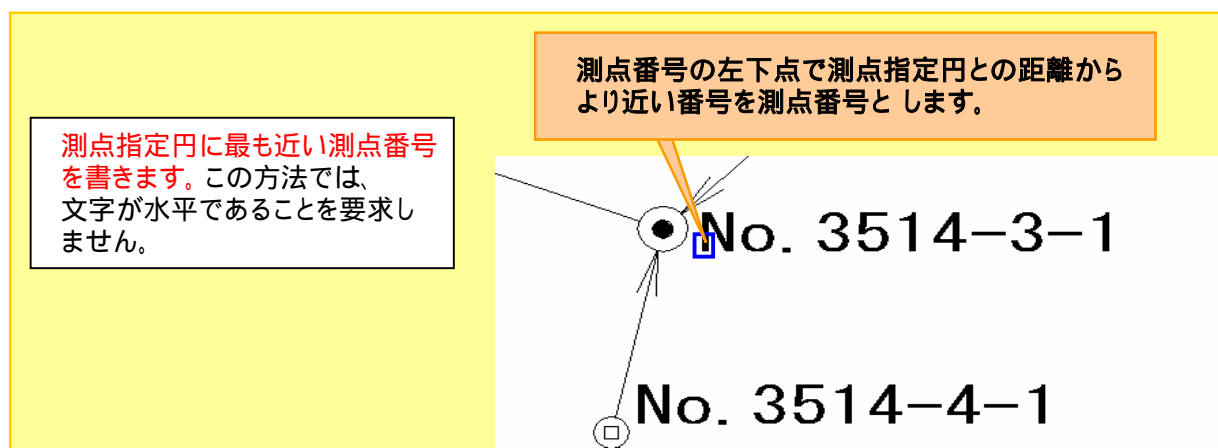 測点番号の左下点で測点指定円との距離から
より近い番号を測点番号とします。
測点指定円に最も近い測点番号
を書きます。この方法では、
文字が水平であることを要求し
ません。
No. 3514-3-1
No. 3514-4-1